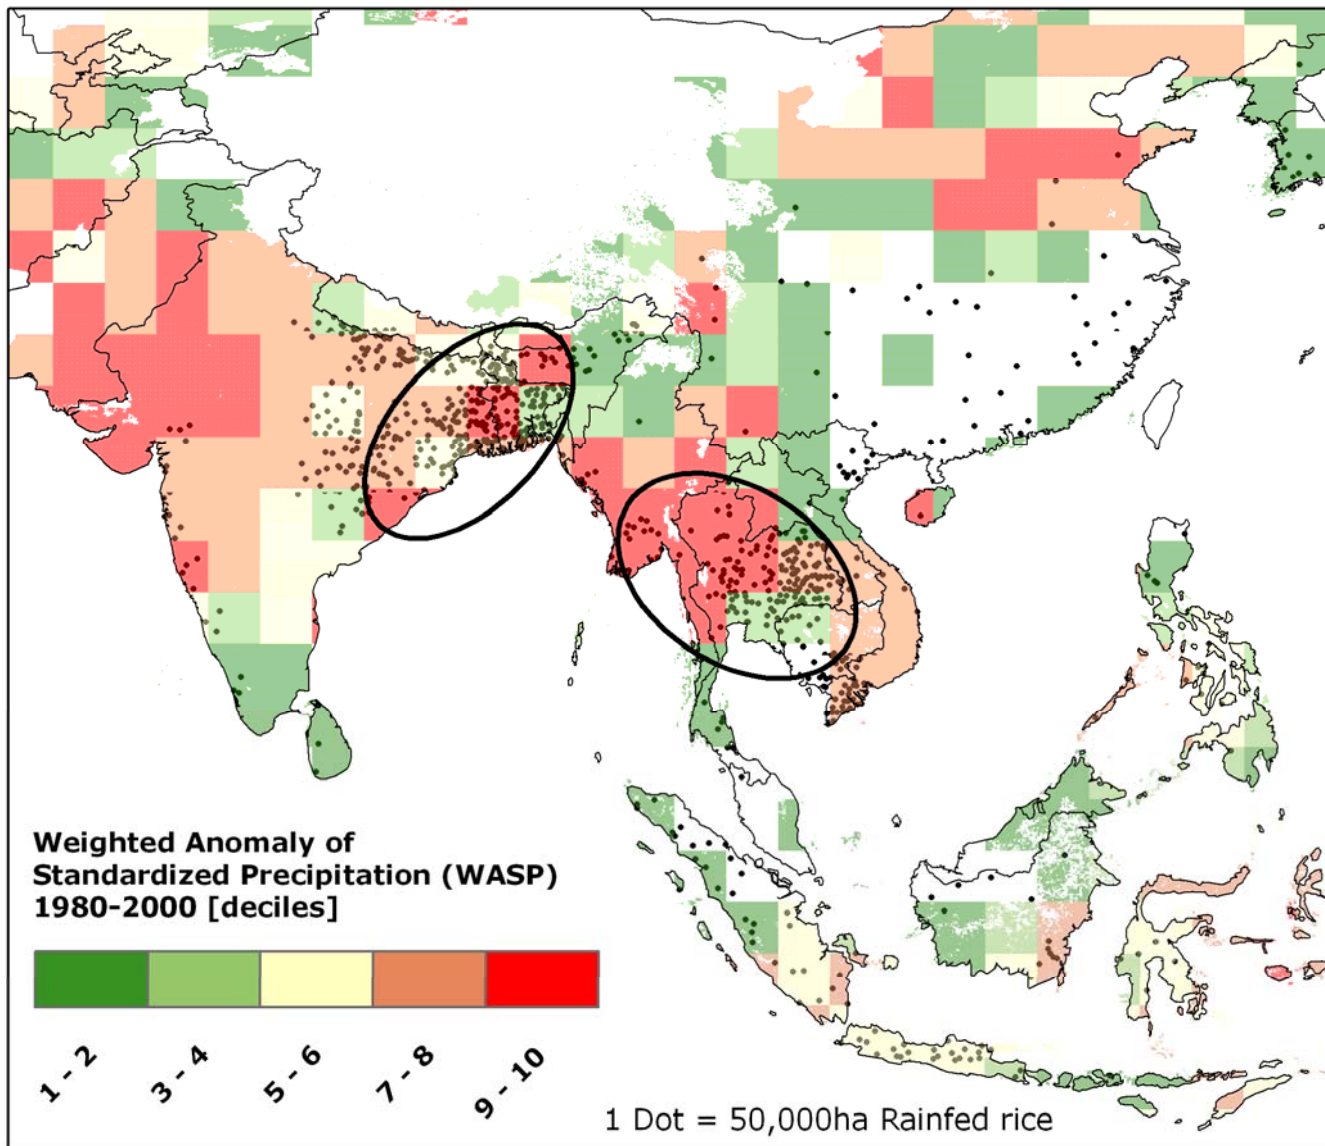 Weighted Anomaly of
Standardized Precipitation (WASP)
1980-2000 [deciles]
1 - 2
3 - 4
5 - 6
7 - 8
9 - 10
1 Dot = 50,000ha Rainfed rice